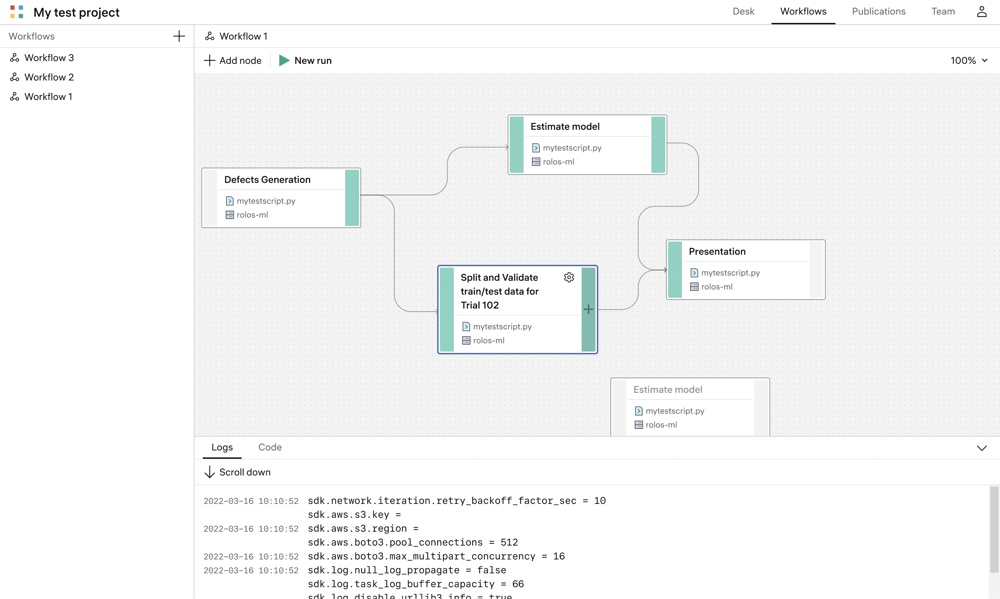 My test project
Desk
Workflows
Publications
Team
Workflows
Workflow 3
Workflow 2
Workflow 1
Workflow 1
Add node
New run
100%
Estimate model
mytestscript.py
rolos-ml
Defects Generation
mytestscript.py
rolos-ml
Presentation
mytestscript.py
rolos-ml
Split and Validate
train/test data for
Trial 102
mytestscript.py
rolos-ml
Estimate model
mytestscript.py
rolos-ml
Logs
Code
Scroll down
2022-03-16 10:10:52 sdk.network.iteration.retry_backoff_factor_sec = 10
sdk.aws.s3.key =
2022-03-16 10:10:52 sdk.aws.s3.region =
sdk.aws.boto3.pool_connections = 512
2022-03-16 10:10:52 sdk.aws.boto3.max_multipart_concurrency = 16
2022-03-16 10:10:52 sdk.log.null_log_propagate = false
sdk.log.task_log_buffer_capacity = 66
sdk.log.disable_urllib3_info = true